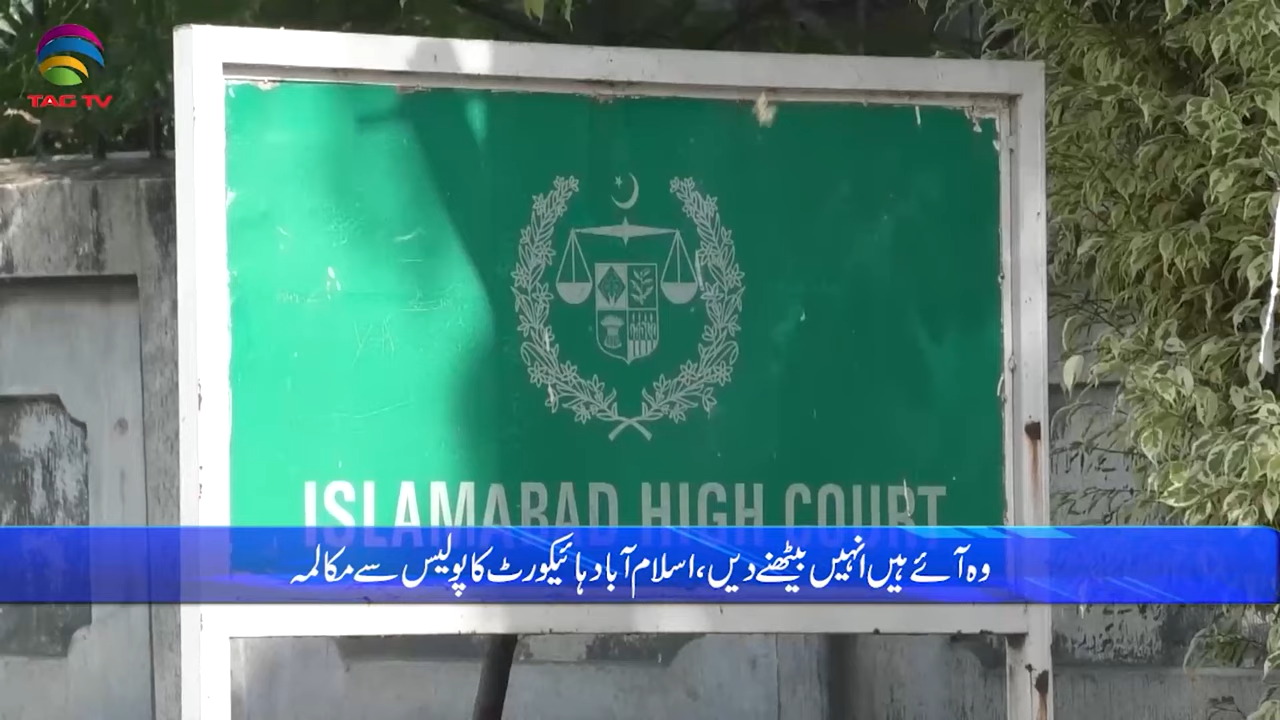 TAG TV
ISLAMABAD HIGH COURT
وہ آئے ہیں انہیں بیٹھنے دیں، اسلام آباد ہائیکورٹ کا پولیس سے مکالمہ